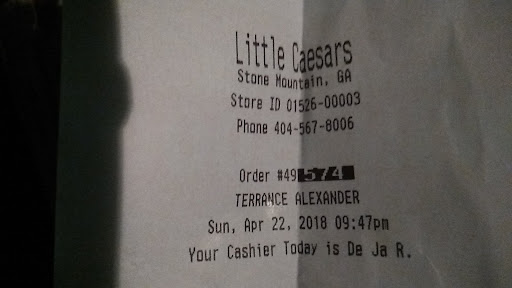 Little Caesars
Stone Mountain, GA
Store ID 01526-00003
Phone 404-567-8006
Order #49574
TERRANCE ALEXANDER
Sun, Apr 22, 2018 09:47pm
Your Cashier Today is De Ja R.